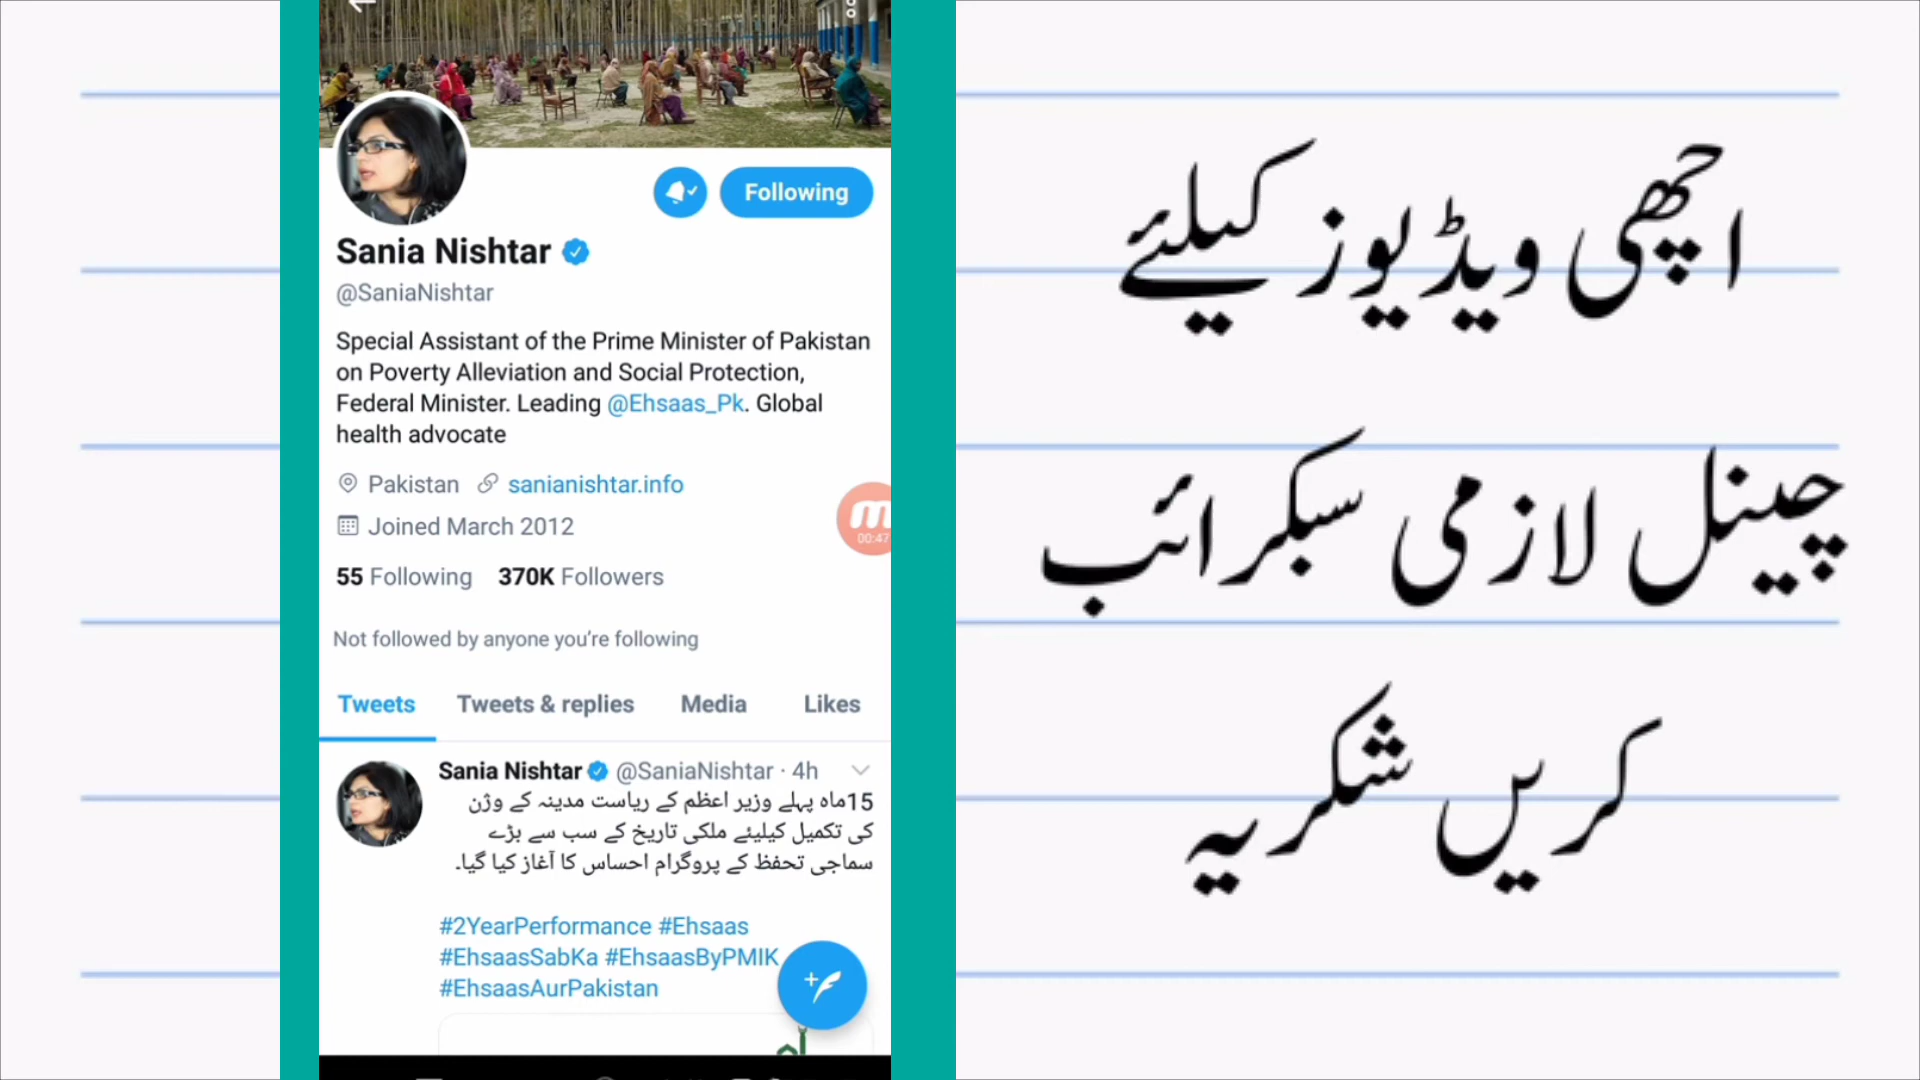 Following
Sania Nishtar
@SaniaNishtar
Special Assistant of the Prime Minister of Pakistan
on Poverty Alleviation and Social Protection,
Federal Minister. Leading @Ehsaas_Pk. Global
health advocate
Pakistan sanianishtar.info
Joined March 2012
55 Following 370K Followers
Not followed by anyone you’re following
Tweets Tweets & replies Media Likes
Sania Nishtar @SaniaNishtar · 4h
15ماہ پہلے وزیر اعظم کے ریاست مدینہ کے وژن
کی تکمیل کیلیئے ملکی تاریخ کے سب سے بڑے
سماجی تحفظ کے پروگرام احساس کا آغاز کیا گیا۔
#2YearPerformance #Ehsaas
#EhsaasSabKa #EhsaasByPMIK
#EhsaasAurPakistan
00:47
اچھی ویڈیوز کیلئے
چینل لازمی سبکرائب
کریں شکریہ